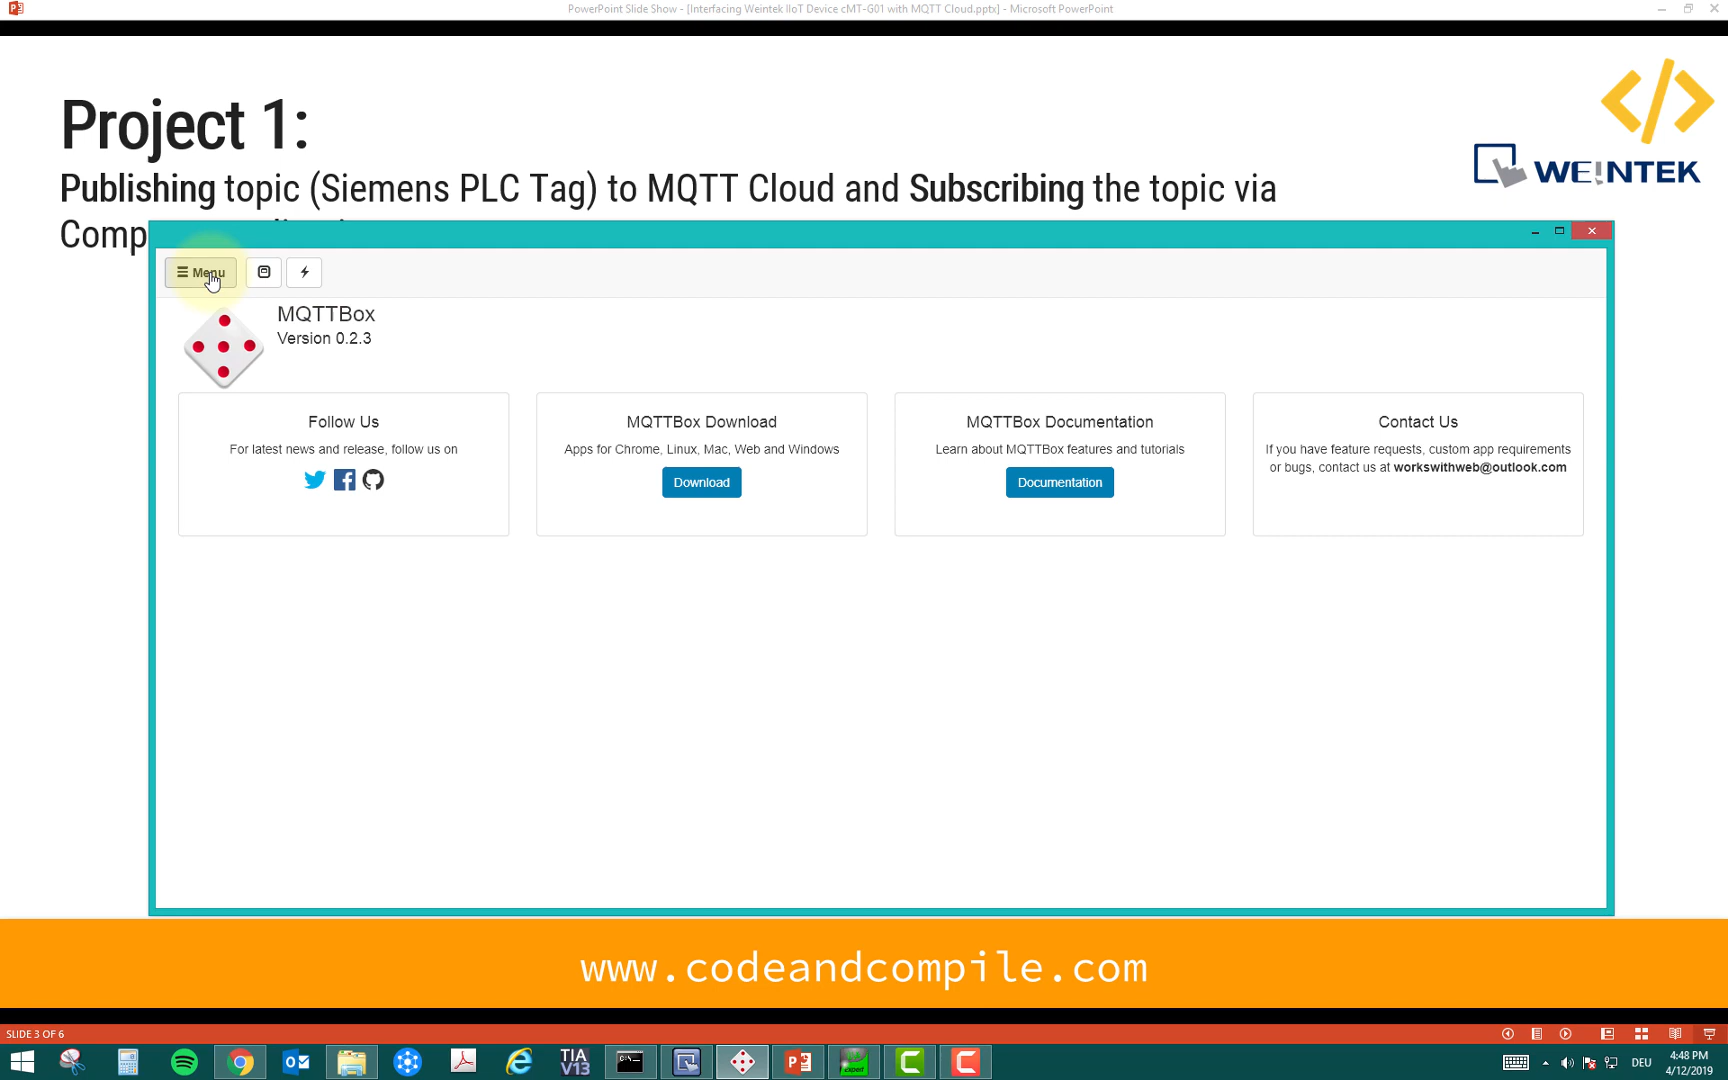 PowerPoint Slide Show - [Interfacing Weintek IIoT Device cMT-G01 with MQTT Cloud.pptx] - Microsoft PowerPoint
Project 1:
Publishing topic (Siemens PLC Tag) to MQTT Cloud and Subscribing the topic via
Comp
WEINTEK
Menu
MQTTBox
Version 0.2.3
Follow Us
For latest news and release, follow us on
MQTTBox Download
Apps for Chrome, Linux, Mac, Web and Windows
Download
MQTTBox Documentation
Learn about MQTTBox features and tutorials
Documentation
Contact Us
If you have feature requests, custom app requirements
or bugs, contact us at workswithweb@outlook.com
www.codeandcompile.com
SLIDE 3 OF 6
TIA
V13
DEU
4:48 PM
4/12/2019